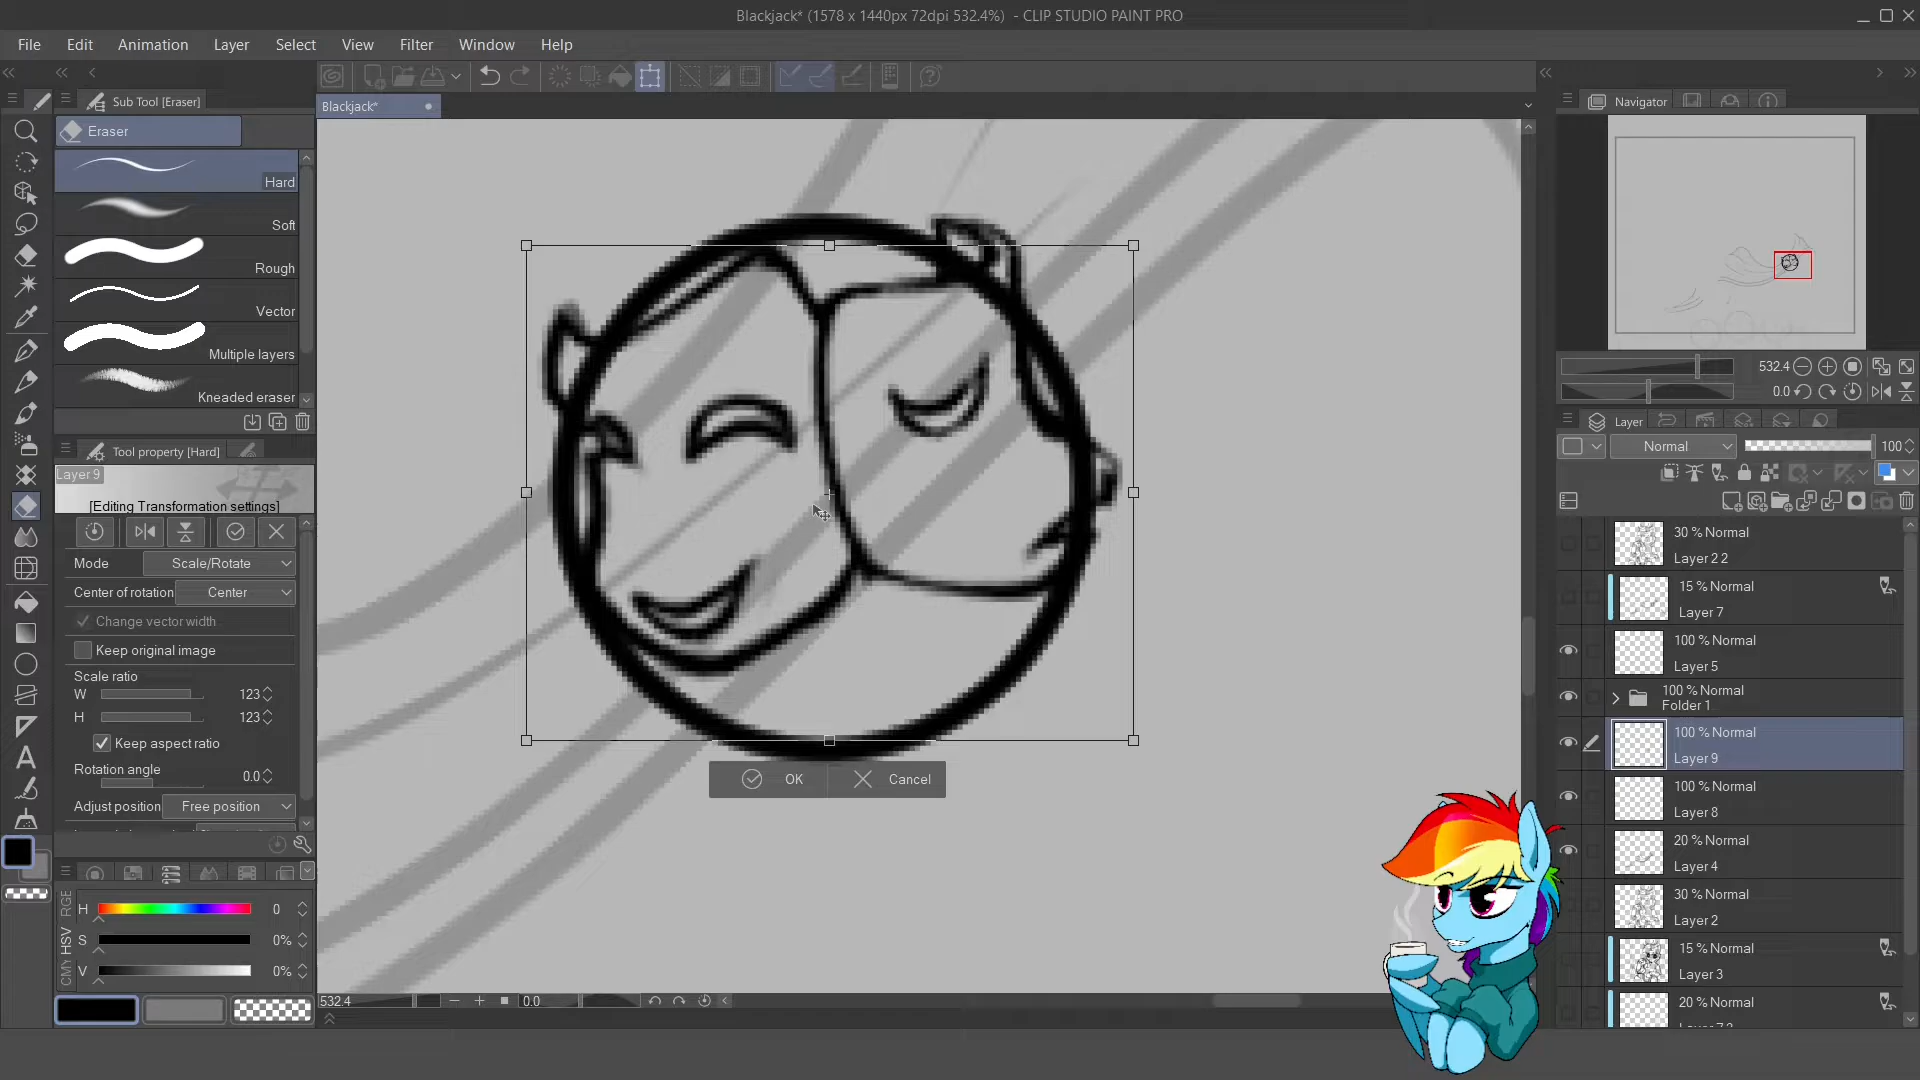 Blackjack* (1578 x 1440px 72dpi 532.4%)  - CLIP STUDIO PAINT PRO
File Edit Animation Layer Select View Filter Window Help
Sub Tool [Eraser]
Blackjack*
Navigator
Eraser
Hard
Soft
Rough
Vector
Multiple layers
Kneaded eraser
532.4
0.0
Layer
Normal 100
Tool property [Hard]
Layer 9
[Editing Transformation settings]
Mode Scale/Rotate
Center of rotation Center
Change vector width
Keep original image
Scale ratio
W 123
H 123
Keep aspect ratio
Rotation angle 0.0
Adjust position Free position
OK Cancel
30 % Normal
Layer 2 2
15 % Normal
Layer 7
100 % Normal
Layer 5
100 % Normal
Folder 1
100 % Normal
Layer 9
100 % Normal
Layer 8
20 % Normal
Layer 4
30 % Normal
Layer 2
15 % Normal
Layer 3
20 % Normal
RGB
HSV
CMY
H 0
S 0%
V 0%
532.4 0.0